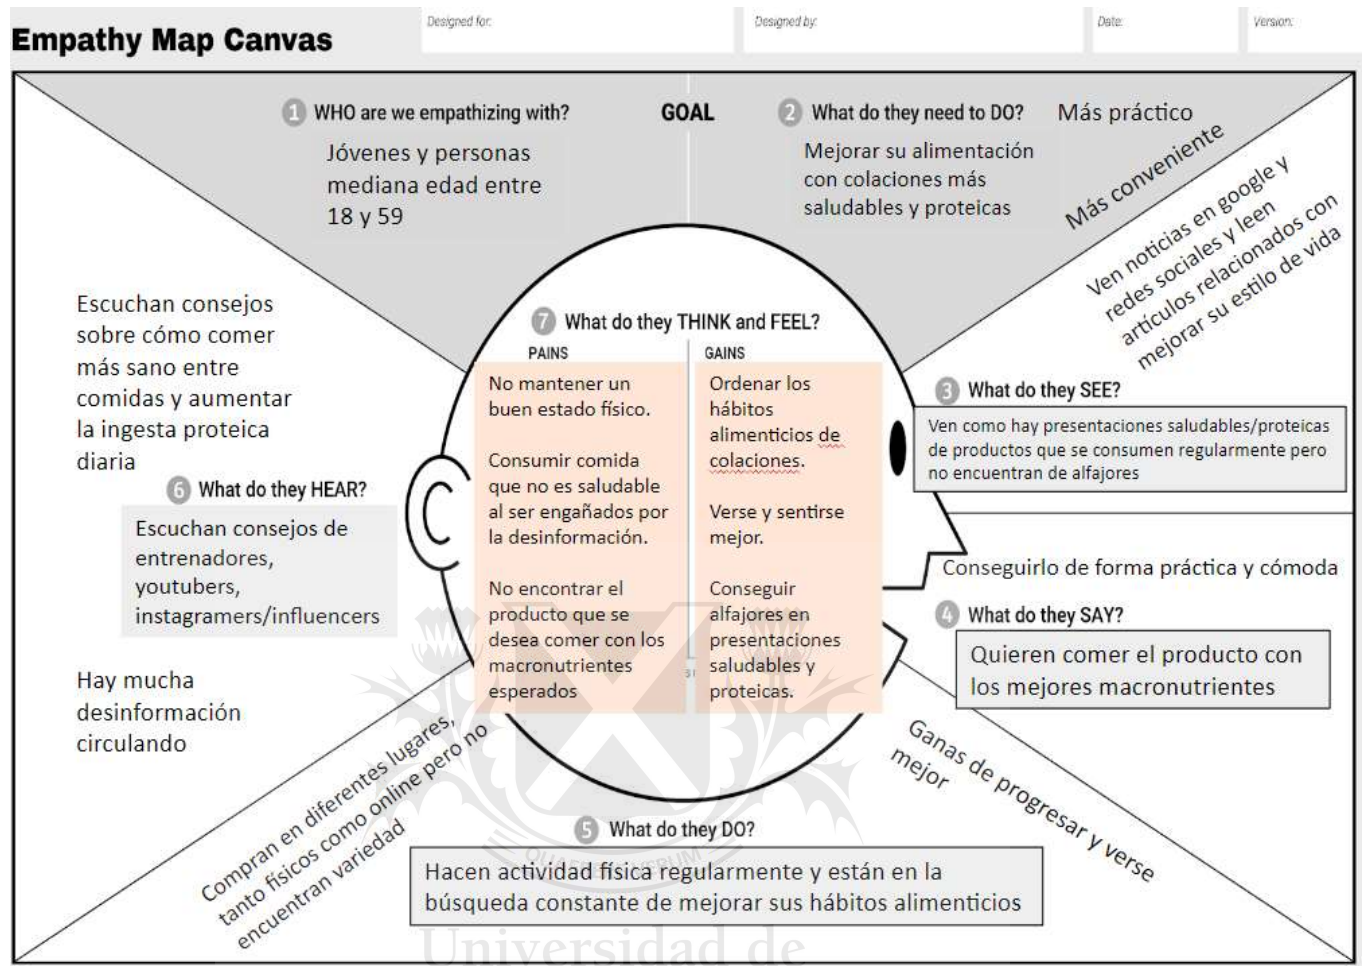 Empathy Map Canvas
Designed for:
Designed by:
Date:
Version:
1 WHO are we empathizing with?
Jóvenes y personas
mediana edad entre
18 y 59
GOAL
2 What do they need to DO?
Mejorar su alimentación
con colaciones más
saludables y proteicas
Más práctico
Más conveniente
Ven noticias en google y
redes sociales y leen
artículos relacionados con
mejorar su estilo de vida
3 What do they SEE?
Ven como hay presentaciones saludables/proteicas
de productos que se consumen regularmente pero
no encuentran de alfajores
Conseguirlo de forma práctica y cómoda
4 What do they SAY?
Quieren comer el producto con
los mejores macronutrientes
Ganas de progresar y verse
mejor
5 What do they DO?
Hacen actividad física regularmente y están en la
búsqueda constante de mejorar sus hábitos alimenticios
Compran en diferentes lugares,
tanto físicos como online pero no
encuentran variedad
Escuchan consejos
sobre cómo comer
más sano entre
comidas y aumentar
la ingesta proteica
diaria
6 What do they HEAR?
Escuchan consejos de
entrenadores,
youtubers,
instagramers/influencers
Hay mucha
desinformación
circulando
7 What do they THINK and FEEL?
PAINS
No mantener un
buen estado físico.
Consumir comida
que no es saludable
al ser engañados por
la desinformación.
No encontrar el
producto que se
desea comer con los
macronutrientes
esperados
GAINS
Ordenar los
hábitos
alimenticios de
colaciones.
Verse y sentirse
mejor.
Conseguir
alfajores en
presentaciones
saludables y
proteicas.
Universidad de